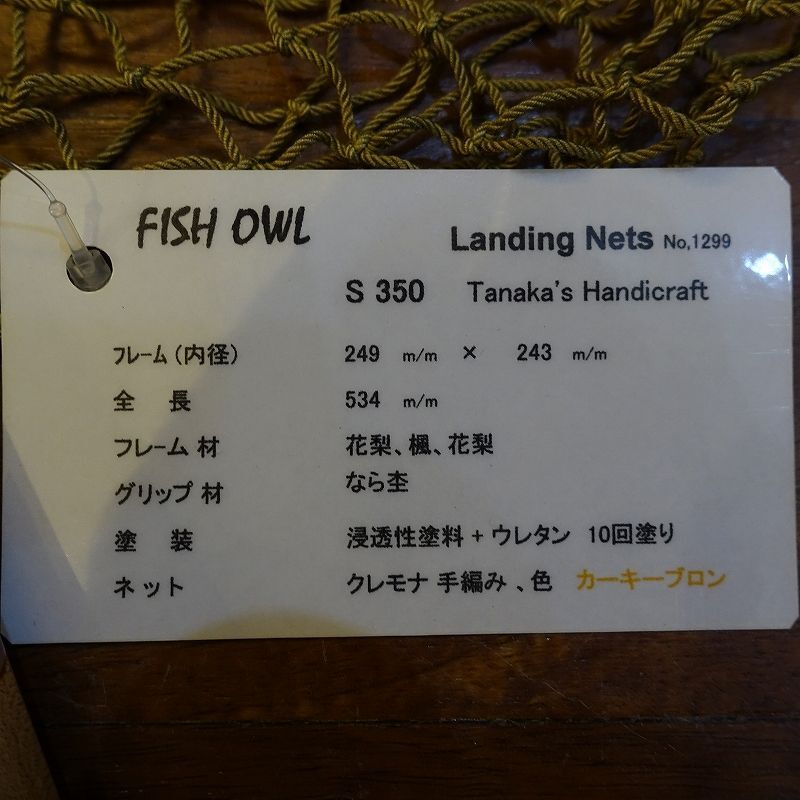 FISH OWL
Landing Nets No,1299
S 350 Tanaka's Handicraft
フレーム(内径) 249 m/m × 243 m/m
全 長 534 m/m
フレーム 材 花梨、楓、花梨
グリップ 材 なら杢
塗 装 浸透性塗料 + ウレタン 10回塗り
ネット クレモナ 手編み 、色 カーキーブロン